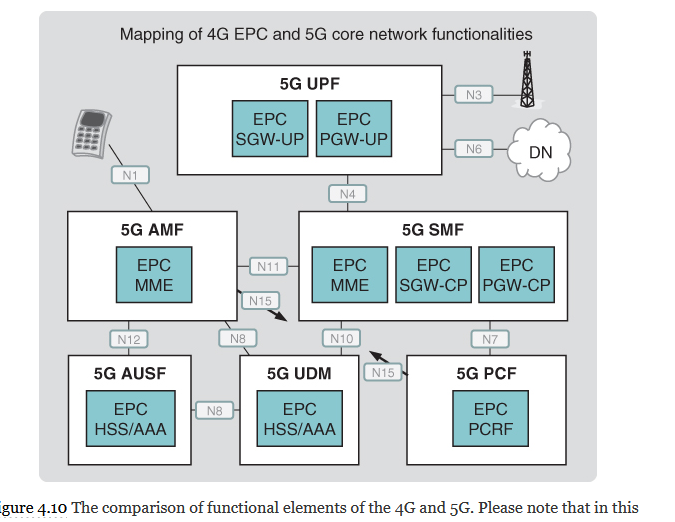 Mapping of 4G EPC and 5G core network functionalities
5G UPF
EPC
SGW-UP
EPC
PGW-UP
N3
N6
DN
N1
N4
5G AMF
EPC
MME
N11
N15
5G SMF
EPC
MME
EPC
SGW-CP
EPC
PGW-CP
N12
N8
N10
N7
5G AUSF
EPC
HSS/AAA
N8
5G UDM
EPC
HSS/AAA
N15
5G PCF
EPC
PCRF
igure 4.10 The comparison of functional elements of the 4G and 5G. Please note that in this